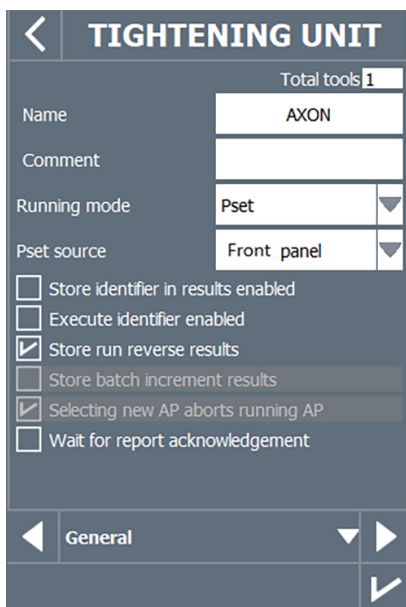 TIGHTENING UNIT
Total tools 1
Name AXON
Comment
Running mode Pset
Pset source Front panel
Store identifier in results enabled
Execute identifier enabled
Store run reverse results
Store batch increment results
Selecting new AP aborts running AP
Wait for report acknowledgement
General